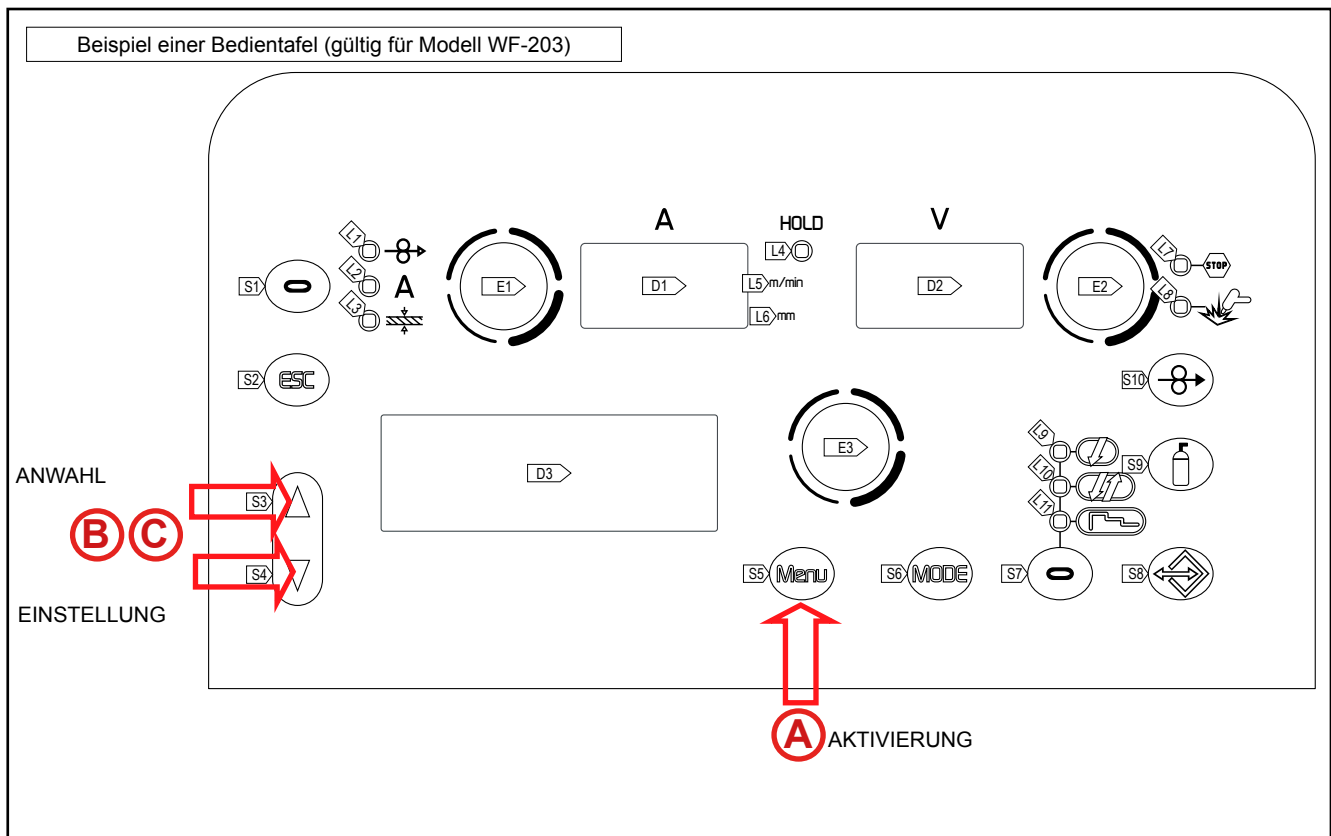 Beispiel einer Bedientafel (gültig für Modell WF-203)
A
HOLD
V
L1
L2
A
L3
S1
E1
D1
L4
L5 m/min
L6 mm
D2
E2
L7
STOP
L8
S2 ESC
S10
D3
E3
L9
L10
L11
S9
ANWAHL
S3
B C
S4
EINSTELLUNG
S5 Menu
S6 MODE
S7
S8
A AKTIVIERUNG